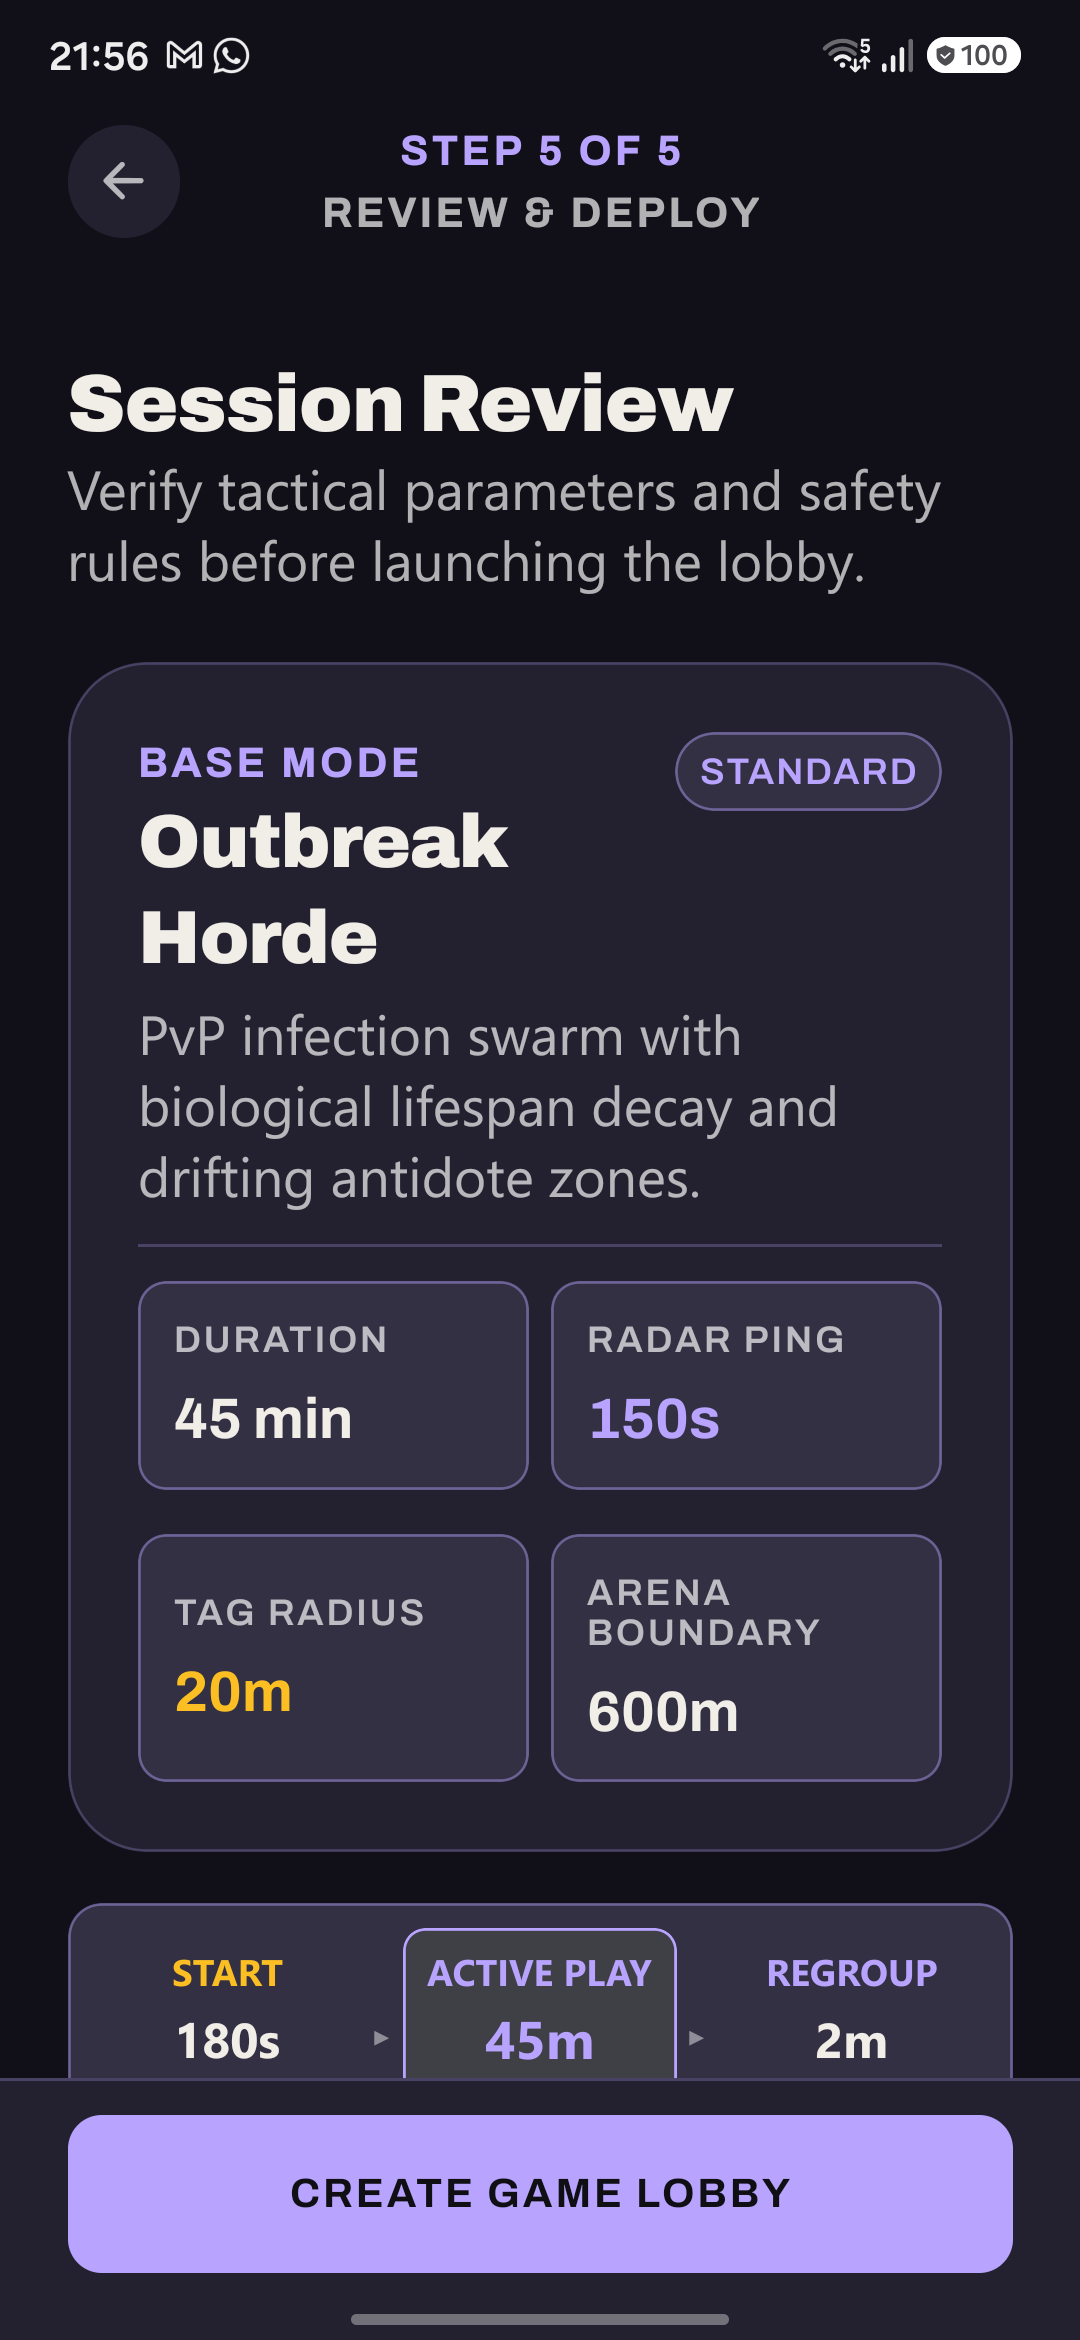 21:56
5
100
STEP 5 OF 5
REVIEW & DEPLOY
Session Review
Verify tactical parameters and safety
rules before launching the lobby.
BASE MODE
STANDARD
Outbreak
Horde
PvP infection swarm with
biological lifespan decay and
drifting antidote zones.
DURATION
45 min
RADAR PING
150s
TAG RADIUS
20m
ARENA
BOUNDARY
600m
START
180s
ACTIVE PLAY
45m
REGROUP
2m
CREATE GAME LOBBY